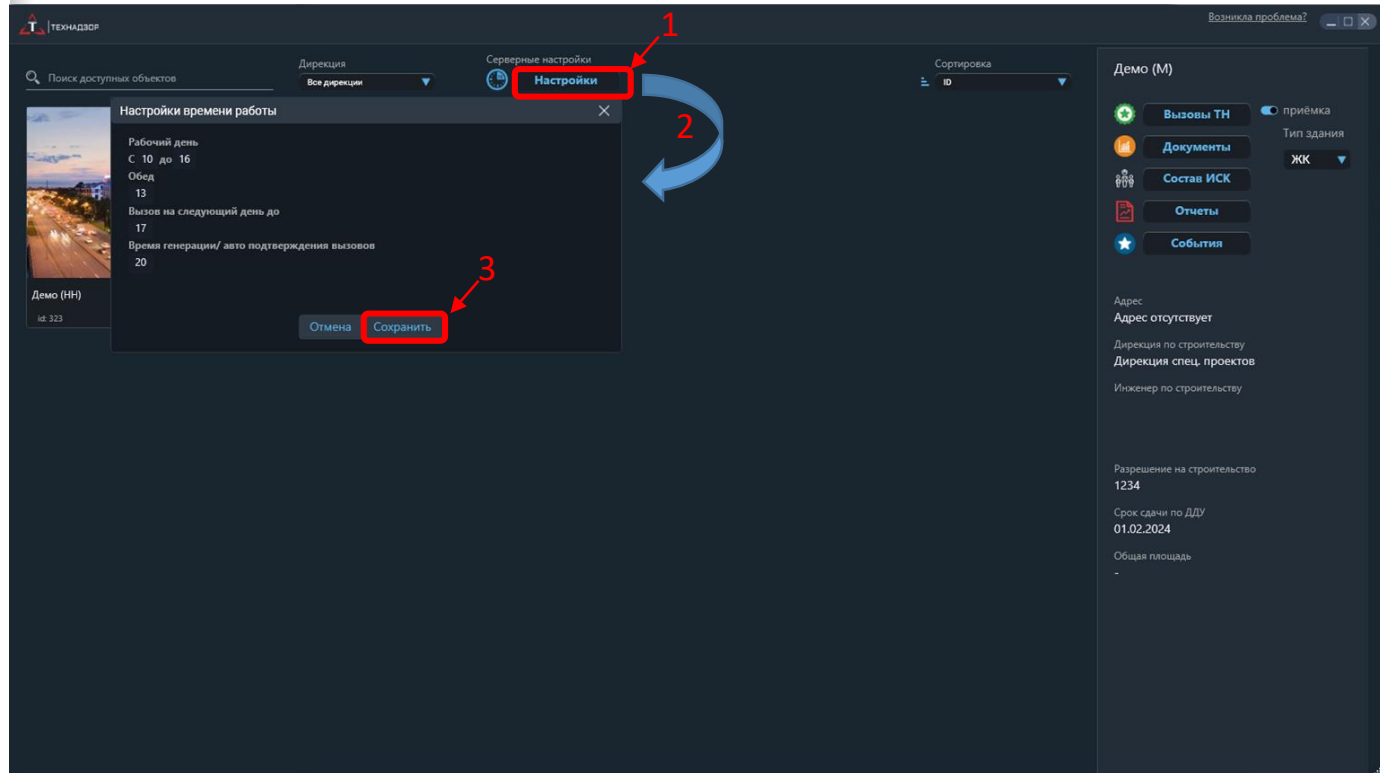 Возникла проблема?
Т ТЕХНАДЗОР
1
Поиск доступных объектов
Дирекция
Все дирекции
Серверные настройки
Настройки
Сортировка
ID
2
Настройки времени работы
Рабочий день
С 10 до 16
Обед
13
Вызов на следующий день до
17
Время генерации/ авто подтверждения вызовов
20
3
Отмена Сохранить
Демо (НН)
id: 323
Демо (М)
Вызовы ТН
приёмка
Тип здания
Документы
ЖК
Состав ИСК
Отчеты
События
Адрес
Адрес отсутствует
Дирекция по строительству
Дирекция спец. проектов
Инженер по строительству
Разрешение на строительство
1234
Срок сдачи по ДДУ
01.02.2024
Общая площадь
-